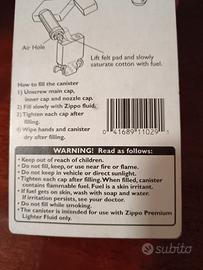 Air Hole
Lift felt pad and slowly
saturate cotton with fuel.
How to fill the canister
1) Unscrew main cap,
inner cap and nozzle cap.
2) Slowly fill with Zippo fluid.
3) Tighten each cap after
filling.
4) Wipe hands and canister
dry after filling.
0 41689 11029 1
WARNING! Read as follows:
• Keep out of reach of children.
• Do not fill, keep, or use near fire or flame.
• Do not keep in vehicle or direct sunlight.
• Tighten each cap after filling. When filled, canister
contains flammable fuel. Fuel is a skin irritant.
• If fuel gets on skin, wash with soap and water. If
irritation persists, see your doctor.
• Do not fill while smoking.
• The canister is intended for use with Zippo Premium
Lighter Fluid only.
subito